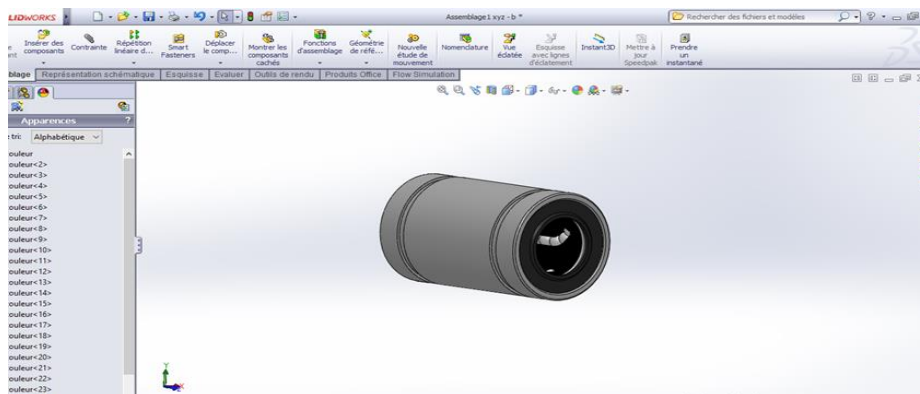 LIDWORKS
Assemblage1 xyz - b *
Rechercher des fichiers et modèles
Insérer des composants
Contrainte
Répétition linéaire d...
Smart Fasteners
Déplacer le comp...
Montrer les composants cachés
Fonctions d'assemblage
Géométrie de réfé...
Nouvelle étude de mouvement
Nomenclature
Vue éclatée
Esquisse avec lignes d'éclatement
Instant3D
Mettre à jour Speedpak
Prendre un instantané
blage
Représentation schématique
Esquisse
Evaluer
Outils de rendu
Produits Office
Flow Simulation
Apparences
?
tri:
Alphabétique
ouleur
ouleur<2>
ouleur<3>
ouleur<4>
ouleur<5>
ouleur<6>
ouleur<7>
ouleur<8>
ouleur<9>
ouleur<10>
ouleur<11>
ouleur<12>
ouleur<13>
ouleur<14>
ouleur<15>
ouleur<16>
ouleur<17>
ouleur<18>
ouleur<19>
ouleur<20>
ouleur<21>
ouleur<22>
ouleur<23>